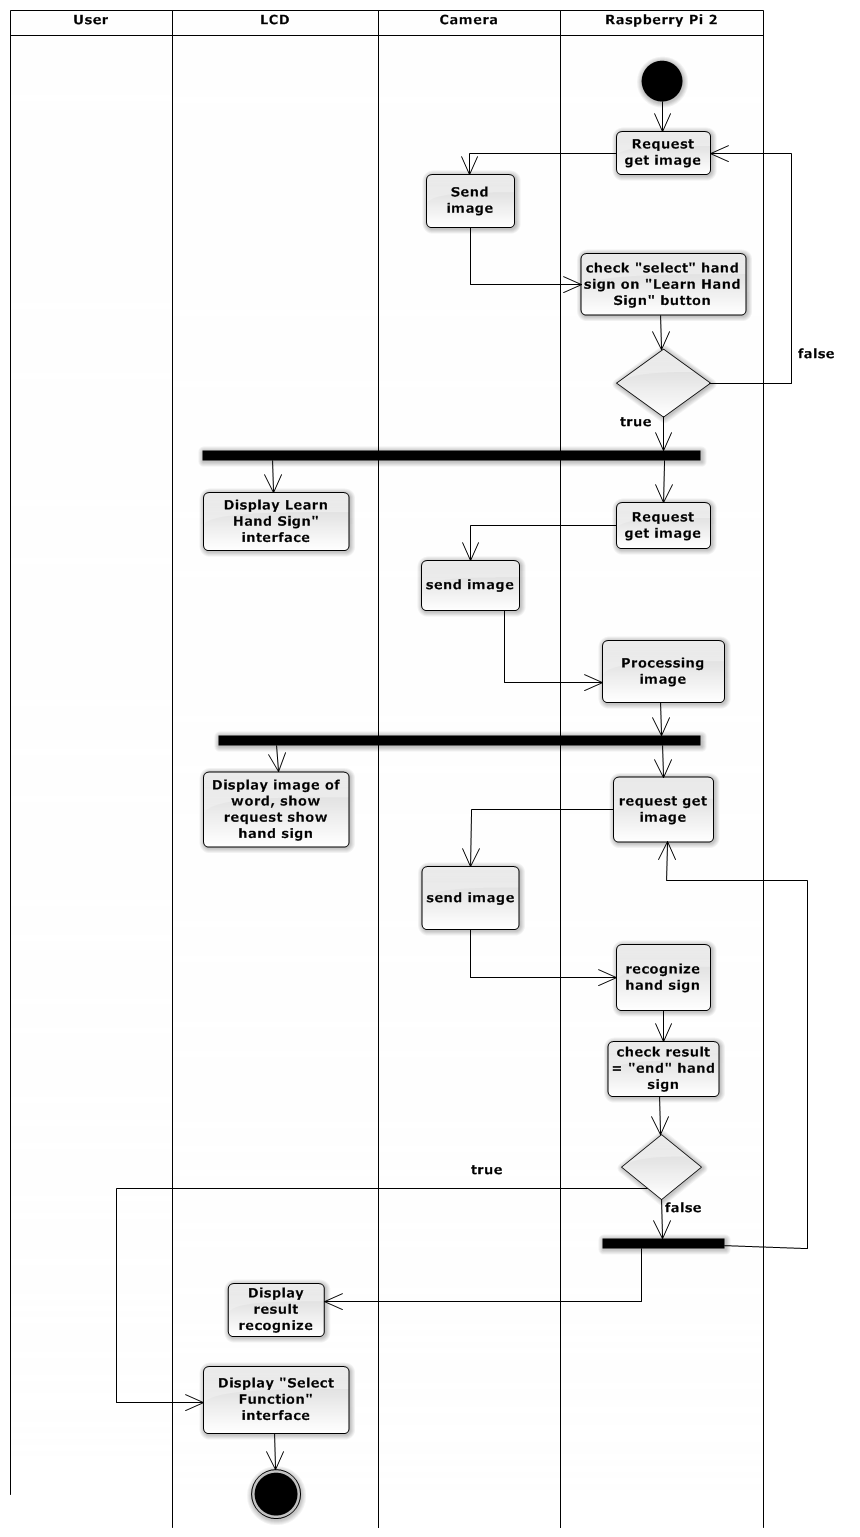 User
LCD
Camera
Raspberry Pi 2
Request
get image
Send
image
check "select" hand
sign on "Learn Hand
Sign" button
false
true
Display Learn
Hand Sign"
interface
Request
get image
send image
Processing
image
Display image of
word, show
request show
hand sign
request get
image
send image
recognize
hand sign
check result
= "end" hand
sign
true
false
Display
result
recognize
Display "Select
Function"
interface